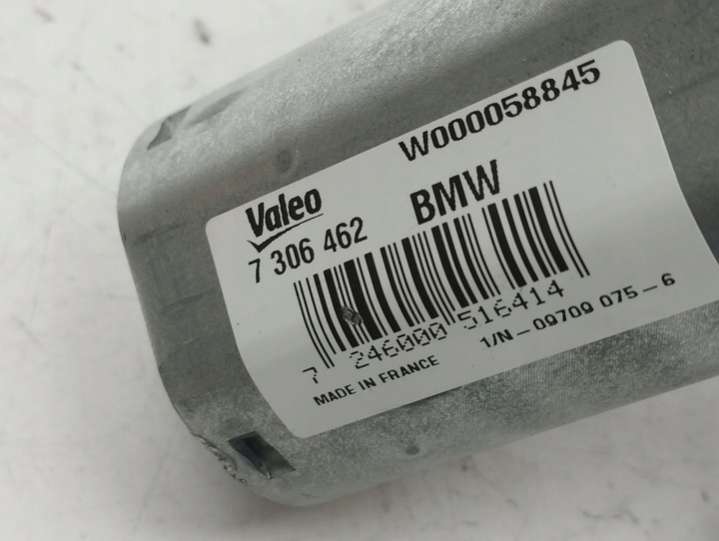 W000058845
Valeo BMW
7 306 462
7 246000 516414
MADE IN FRANCE 1/N-09709 075-6